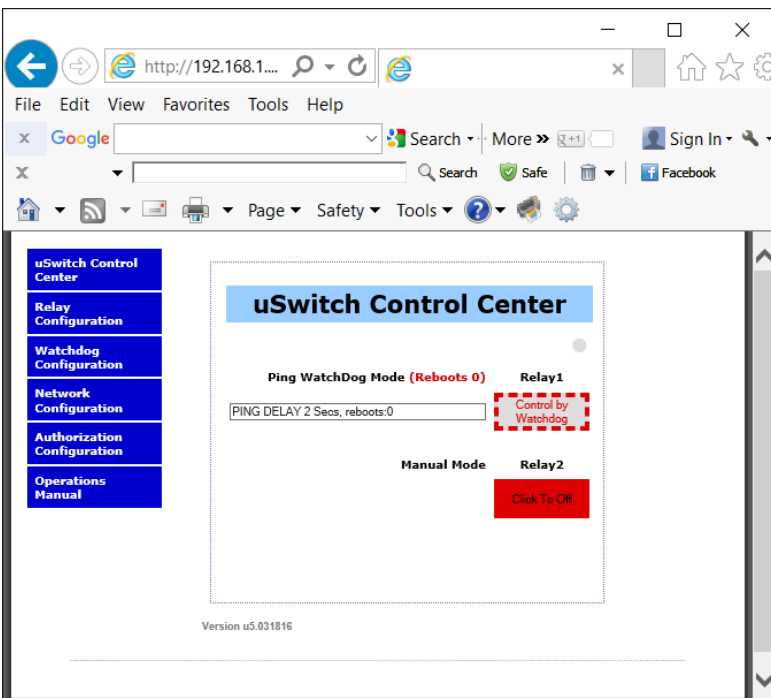 http://192.168.1....
File Edit View Favorites Tools Help
x Google Search More » g+1 Sign In
x Search Safe Facebook
Page Safety Tools
uSwitch Control
Center
Relay
Configuration
Watchdog
Configuration
Network
Configuration
Authorization
Configuration
Operations
Manual
uSwitch Control Center
Ping WatchDog Mode (Reboots 0) Relay1
PING DELAY 2 Secs, reboots:0
Control by
Watchdog
Manual Mode Relay2
Click To Off
Version u5.031816